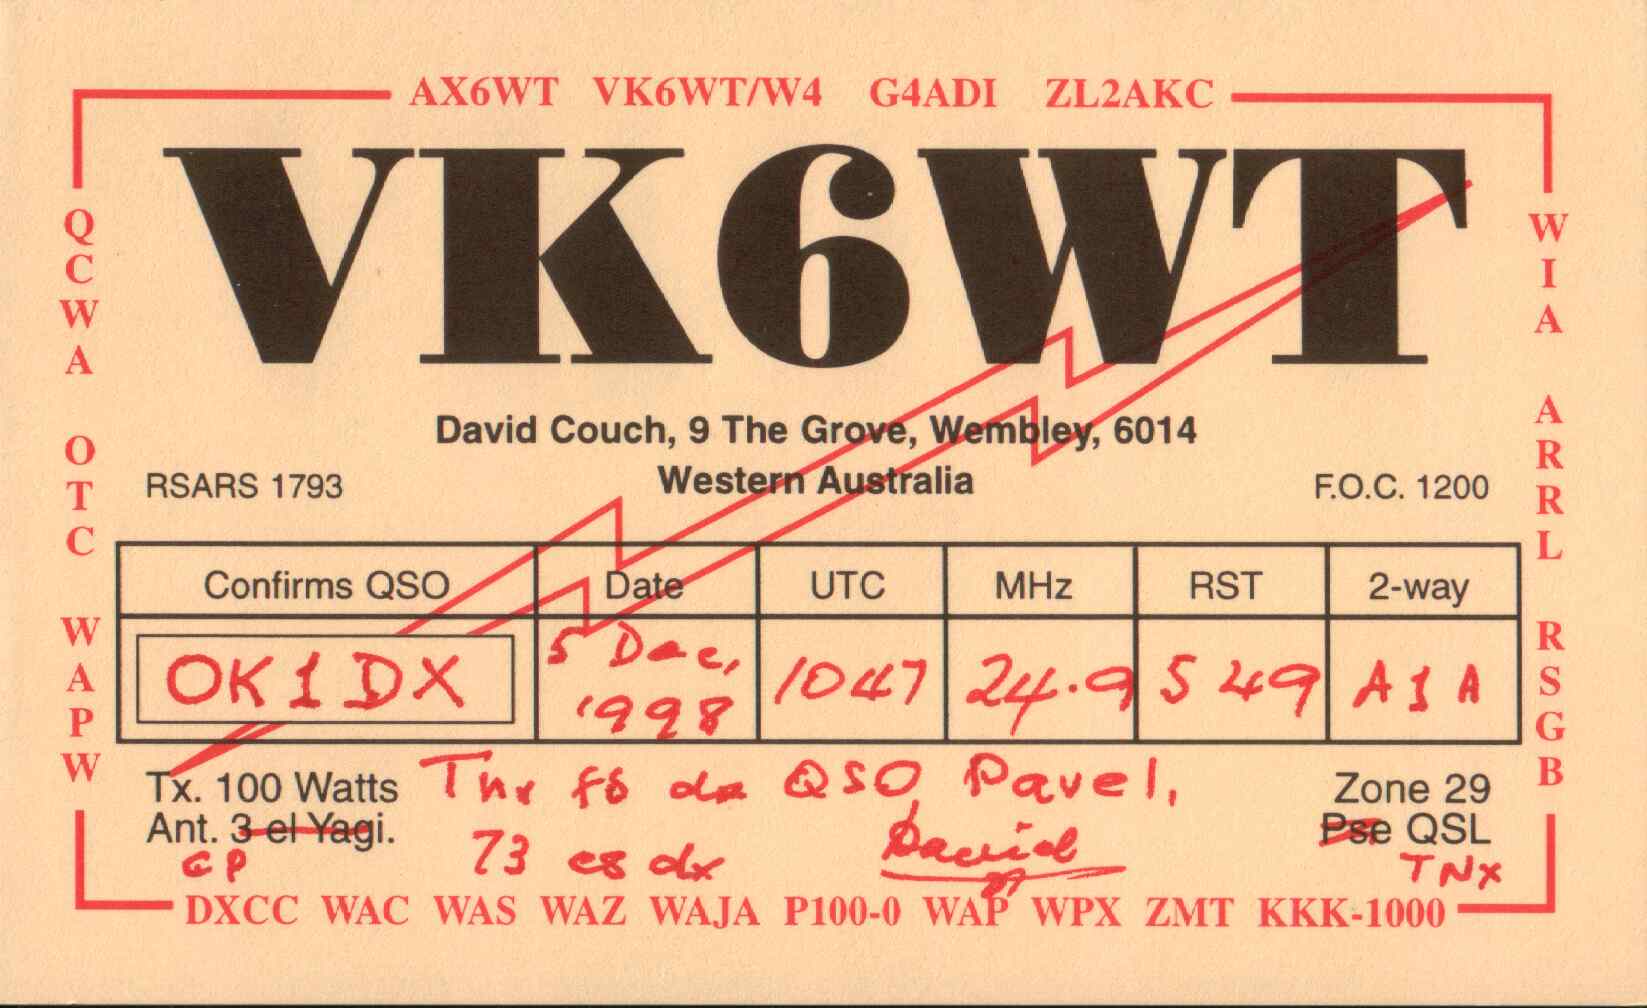 AX6WT VK6WT/W4 G4ADI ZL2AKC
VK6WT
QCWA OTC WAPW
WIA ARRL RSGB
David Couch, 9 The Grove, Wembley, 6014
Western Australia
RSARS 1793
F.O.C. 1200
Confirms QSO Date UTC MHz RST 2-way
OK1DX 5 Dec, 1998 1047 24.9 549 A1A
Tx. 100 Watts
Ant. 3 el Yagi.
GP
Tnx fb dx QSO Pavel,
73 es dx David
Zone 29
Pse QSL
TNX
DXCC WAC WAS WAZ WAJA P100-0 WAP WPX ZMT KKK-1000